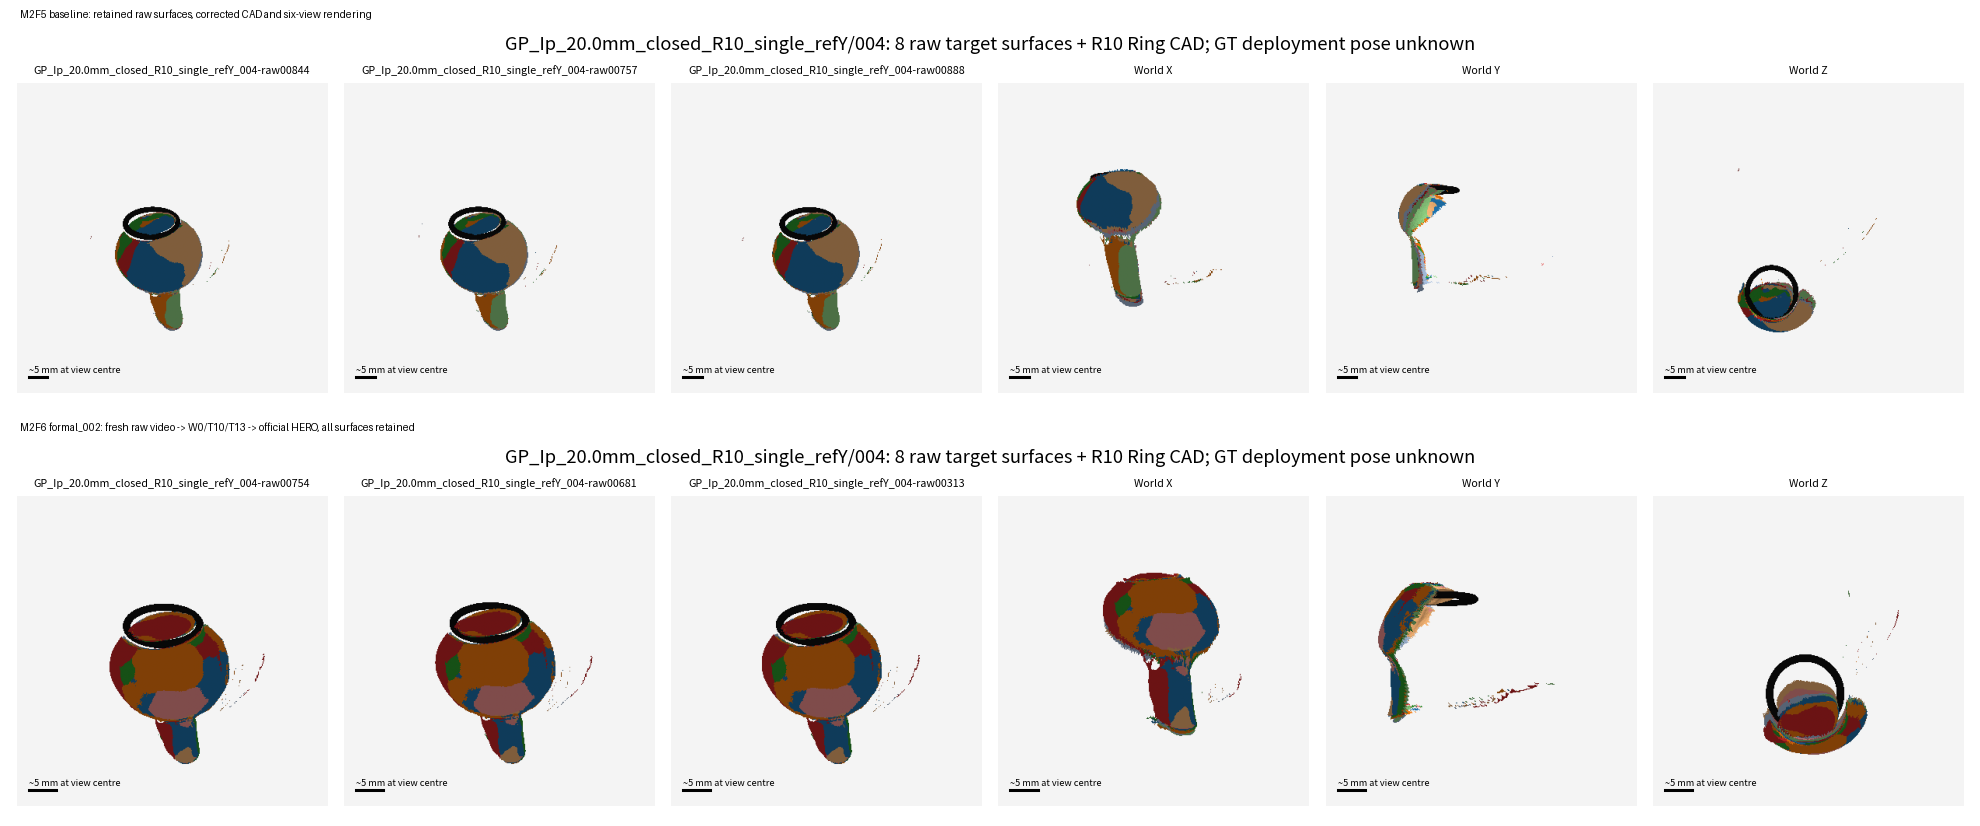 M2F5 baseline: retained raw surfaces, corrected CAD and six-view rendering
GP_Ip_20.0mm_closed_R10_single_refY/004: 8 raw target surfaces + R10 Ring CAD; GT deployment pose unknown
GP_Ip_20.0mm_closed_R10_single_refY_004-raw00844
GP_Ip_20.0mm_closed_R10_single_refY_004-raw00757
GP_Ip_20.0mm_closed_R10_single_refY_004-raw00888
World X
World Y
World Z
~5 mm at view centre
~5 mm at view centre
~5 mm at view centre
~5 mm at view centre
~5 mm at view centre
~5 mm at view centre
M2F6 formal_002: fresh raw video -> W0/T10/T13 -> official HERO, all surfaces retained
GP_Ip_20.0mm_closed_R10_single_refY/004: 8 raw target surfaces + R10 Ring CAD; GT deployment pose unknown
GP_Ip_20.0mm_closed_R10_single_refY_004-raw00754
GP_Ip_20.0mm_closed_R10_single_refY_004-raw00681
GP_Ip_20.0mm_closed_R10_single_refY_004-raw00313
World X
World Y
World Z
~5 mm at view centre
~5 mm at view centre
~5 mm at view centre
~5 mm at view centre
~5 mm at view centre
~5 mm at view centre